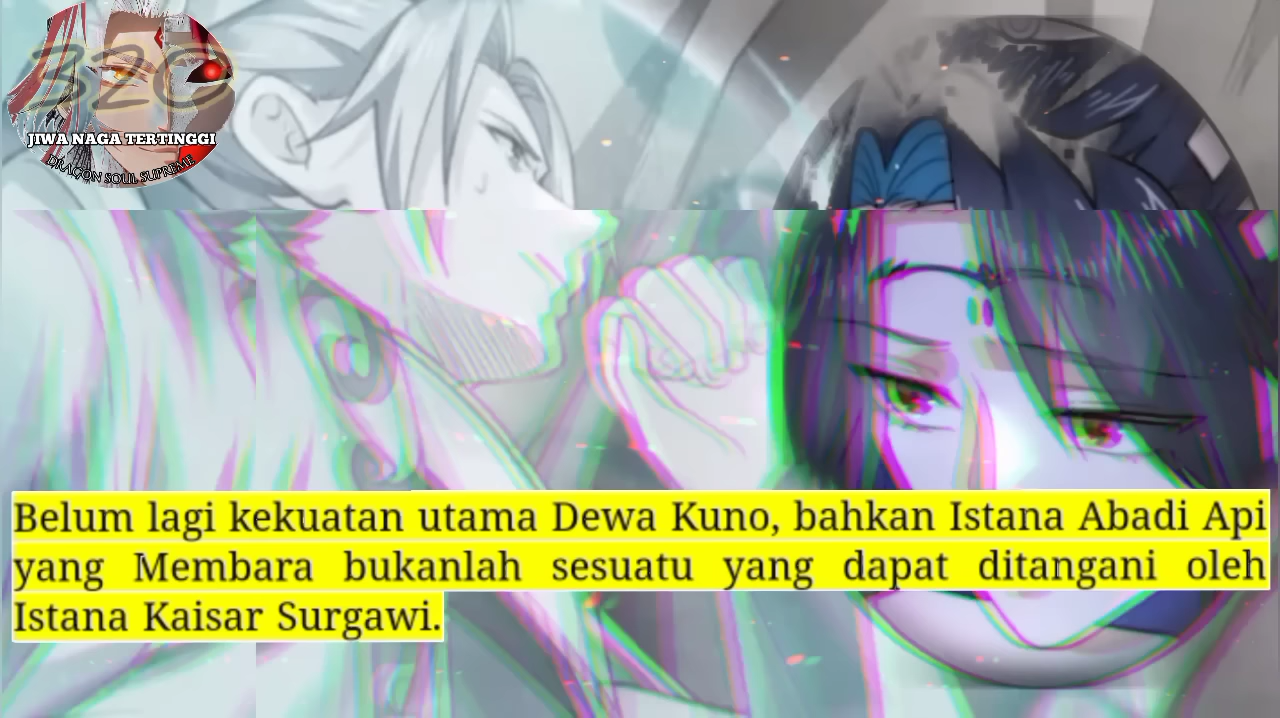 JIWA NAGA TERTINGGI
DRAGON SOUL SUPREME
Belum lagi kekuatan utama Dewa Kuno, bahkan Istana Abadi Api
yang Membara bukanlah sesuatu yang dapat ditangani oleh
Istana Kaisar Surgawi.